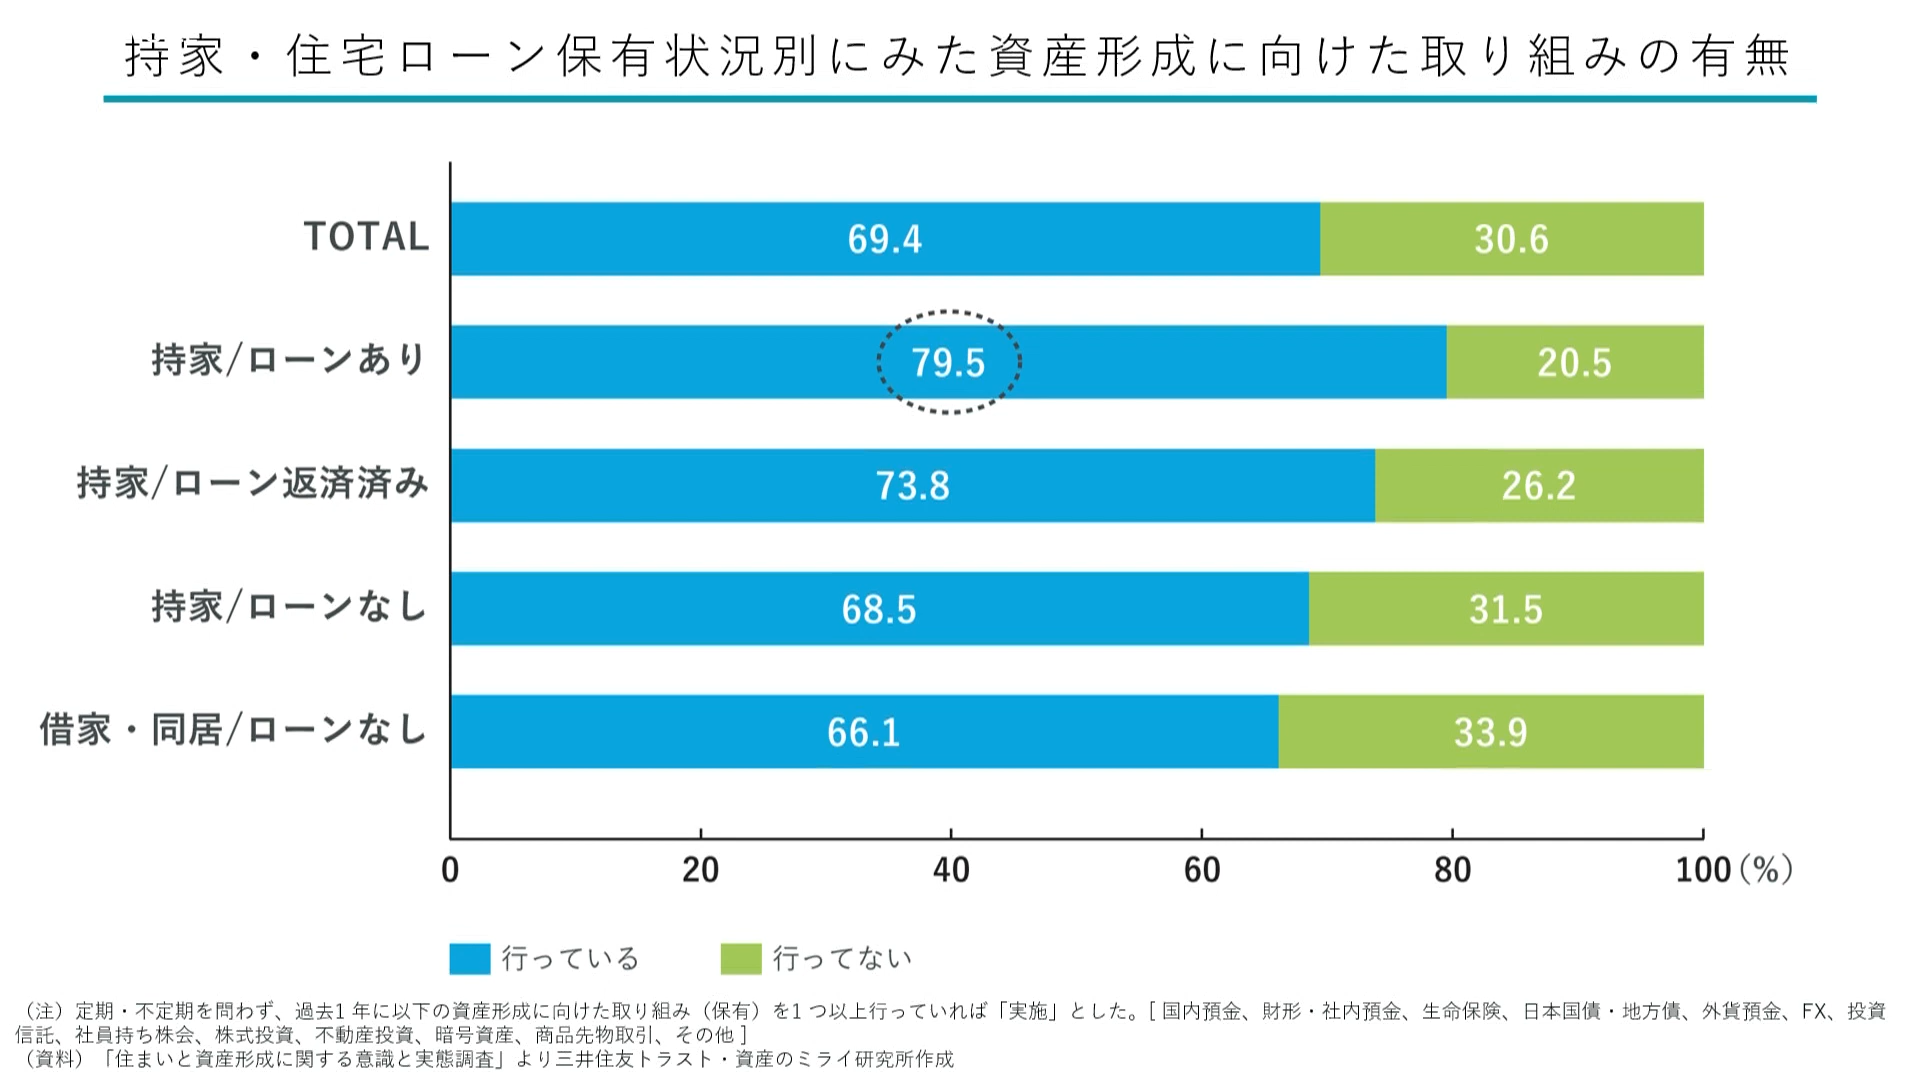 持家・住宅ローン保有状況別にみた資産形成に向けた取り組みの有無
TOTAL 69.4 30.6
持家/ローンあり 79.5 20.5
持家/ローン返済済み 73.8 26.2
持家/ローンなし 68.5 31.5
借家・同居/ローンなし 66.1 33.9
0 20 40 60 80 100（%）
行っている 行ってない
（注）定期・不定期を問わず、過去1 年に以下の資産形成に向けた取り組み（保有）を1 つ以上行っていれば「実施」とした。[ 国内預金、財形・社内預金、生命保険、日本国債・地方債、外貨預金、FX、投資
信託、社員持ち株会、株式投資、不動産投資、暗号資産、商品先物取引、その他 ]
（資料）「住まいと資産形成に関する意識と実態調査」より三井住友トラスト・資産のミライ研究所作成